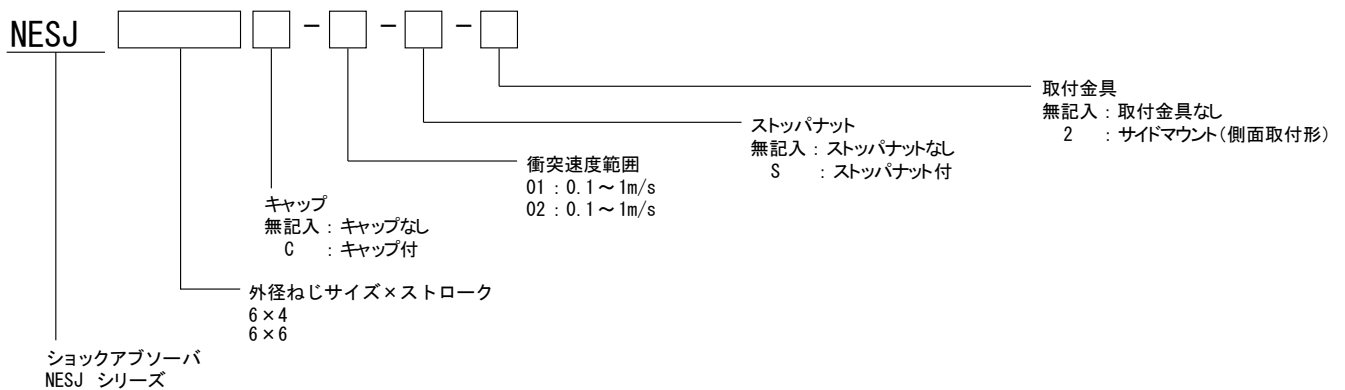 NESJ - - -
取付金具
無記入 : 取付金具なし
2 : サイドマウント(側面取付形)
ストッパナット
無記入 : ストッパナットなし
S : ストッパナット付
衝突速度範囲
01 : 0.1~1m/s
02 : 0.1~1m/s
キャップ
無記入 : キャップなし
C : キャップ付
外径ねじサイズ×ストローク
6×4
6×6
ショックアブソーバ
NESJ シリーズ